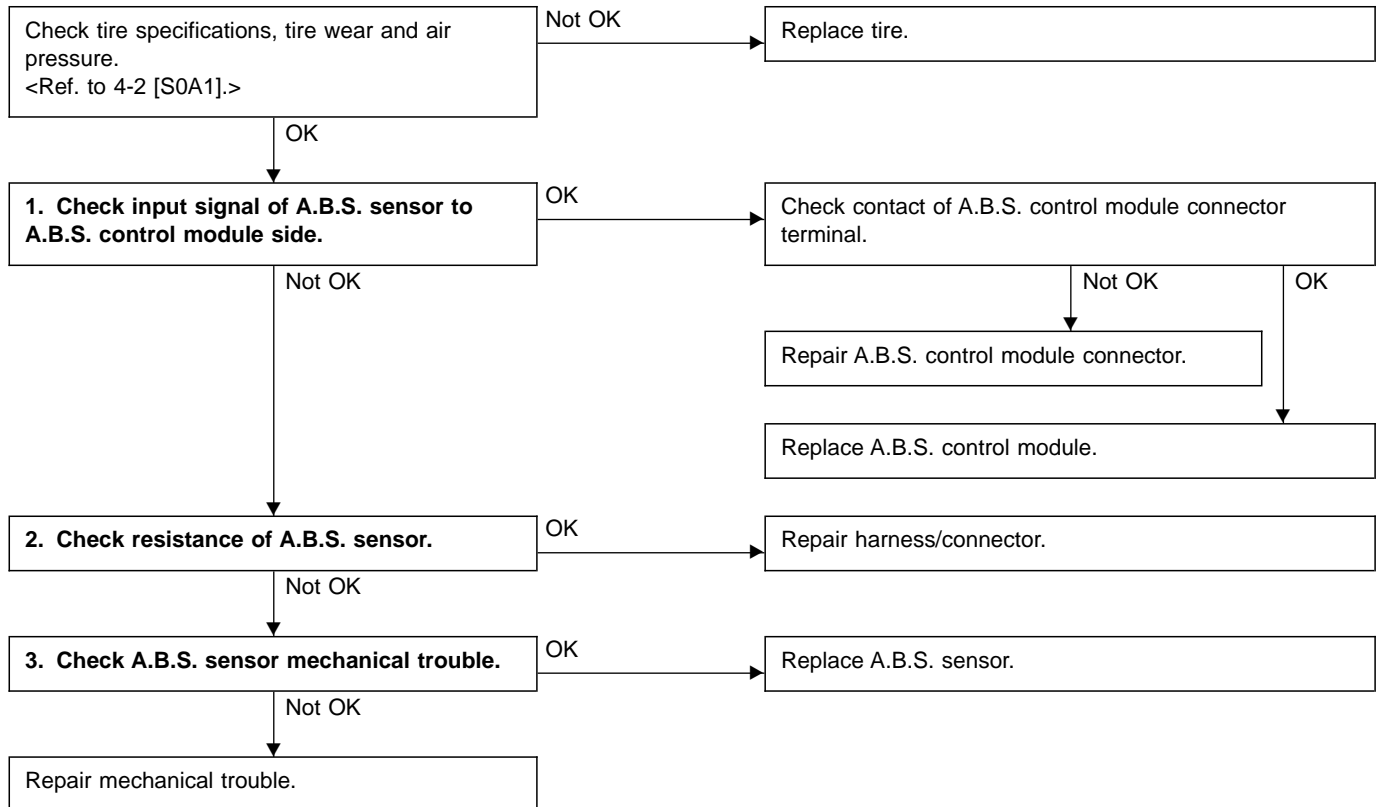 Check tire specifications, tire wear and air
pressure.
<Ref. to 4-2 [S0A1].>
Not OK
Replace tire.
OK
1. Check input signal of A.B.S. sensor to
A.B.S. control module side.
OK
Check contact of A.B.S. control module connector
terminal.
Not OK
Not OK
OK
Repair A.B.S. control module connector.
Replace A.B.S. control module.
2. Check resistance of A.B.S. sensor.
OK
Repair harness/connector.
Not OK
3. Check A.B.S. sensor mechanical trouble.
OK
Replace A.B.S. sensor.
Not OK
Repair mechanical trouble.